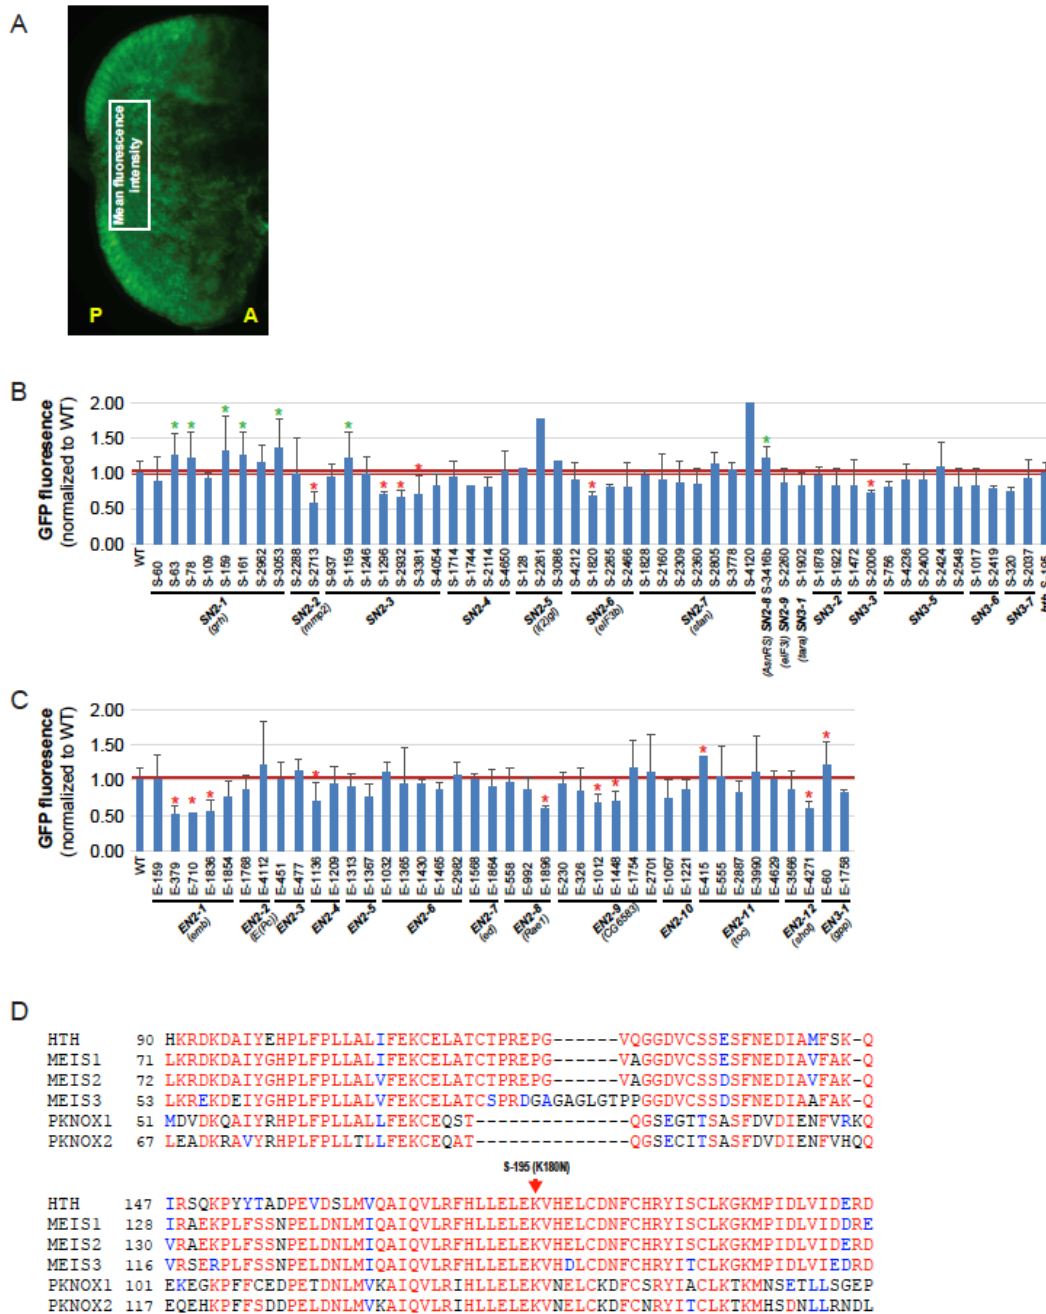 A
Mean fluorescence
intensity
P
A
B
GFP fluoresence
(normalized to WT)
2.00
1.50
1.00
0.50
0.00
WT
S-60
S-63
S-78
S-109
S-159
S-161
S-2962
S-3053
S-2288
S-2713
S-937
S-1159
S-1246
S-1296
S-2932
S-3381
S-4054
S-1714
S-1744
S-2114
S-4650
S-128
S-2261
S-3086
S-4212
S-1820
S-2265
S-2466
S-1828
S-2160
S-2309
S-2360
S-2805
S-3778
S-4120
S-3416b
S-2260
S-1902
S-1878
S-1922
S-1472
S-2006
S-756
S-4236
S-2400
S-2424
S-2548
S-1017
S-2419
S-320
S-2037
S-195
SN2-1
(grh)
SN2-2
(mmp2)
SN2-3
SN2-4
SN2-5
(l(2)gl)
SN2-6
(eIF3b)
SN2-7
(stan)
(AsnRS) SN2-8
(eIF3l) SN2-9
(tara) SN3-1
SN3-2
SN3-3
SN3-5
SN3-6
SN3-7
hth
C
GFP fluoresence
(normalized to WT)
2.00
1.50
1.00
0.50
0.00
WT
E-159
E-379
E-710
E-1836
E-1854
E-1768
E-4112
E-451
E-477
E-1136
E-1209
E-1313
E-1367
E-1032
E-1365
E-1430
E-1465
E-2982
E-1568
E-1864
E-558
E-992
E-1896
E-230
E-326
E-1012
E-1448
E-1754
E-2701
E-1067
E-1221
E-415
E-555
E-2887
E-3990
E-4629
E-3566
E-4271
E-60
E-1758
EN2-1
(emb)
EN2-2
(E(Pc))
EN2-3
EN2-4
EN2-5
EN2-6
EN2-7
(ed)
EN2-8
(Rae1)
EN2-9
(CG6583)
EN2-10
EN2-11
(toc)
EN2-12
(shot)
EN3-1
(gpp)
D
HTH 90 HKRDKDAIYEHPLFPLLALIFEKCELATCTPREPG------VQGGDVCSSESFNEDIAMFSK-Q
MEIS1 71 LKRDKDAIYGHPLFPLLALIFEKCELATCTPREPG------VAGGDVCSSESFNEDIAVFAK-Q
MEIS2 72 LKRDKDAIYGHPLFPLLALVFEKCELATCTPREPG------VAGGDVCSSDSFNEDIAVFAK-Q
MEIS3 53 LKREKDEIYGHPLFPLLALVFEKCELATCSPRDGAGAGLGTPPGGDVCSSDSFNEDIAAFAK-Q
PKNOX1 51 MDVDKQAIYRHPLFPLLALLFEKCEQST-------------QGSEGTTSASFDVDIENFVRKQ
PKNOX2 67 LEADKRAVYRHPLFPLLTLLFEKCEQAT-------------QGSECITSASFDVDIENFVHQQ
S-195 (K180N)
HTH 147 IRSQKPYYTADPEVDSLMVQAIQVLRFHLLELEKVHELCDNFCHRYISCLKGKMPIDLVIDERD
MEIS1 128 IRAEKPLFSSNPELDNLMIQAIQVLRFHLLELEKVHELCDNFCHRYISCLKGKMPIDLVIDDRE
MEIS2 130 VRAEKPLFSSNPELDNLMIQAIQVLRFHLLELEKVHELCDNFCHRYISCLKGKMPIDLVIDERD
MEIS3 116 VRSERPLFSSNPELDNLMIQAIQVLRFHLLELEKVHDLCDNFCHRYITCLKGKMPIDLVIEDRD
PKNOX1 101 EKEGKPFFCEDPETDNLMVKAIQVLRIHLLELEKVNELCKDFCSRYIACLKTKMNSETLLSGEP
PKNOX2 117 EQEHKPFFSDDPELDNLMVKAIQVLRIHLLELEKVNELCKDFCNRYITCLKTKMHSDNLLRNDL